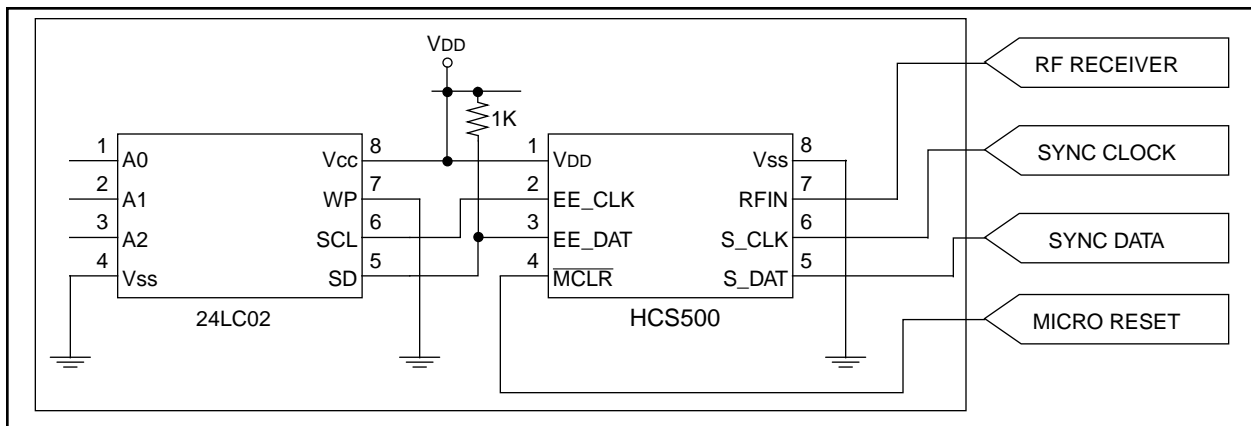 VDD
1K
1 A0
2 A1
3 A2
4 Vss
Vcc 8
WP 7
SCL 6
SD 5
24LC02
1 VDD
2 EE_CLK
3 EE_DAT
4 MCLR
Vss 8
RFIN 7
S_CLK 6
S_DAT 5
HCS500
RF RECEIVER
SYNC CLOCK
SYNC DATA
MICRO RESET